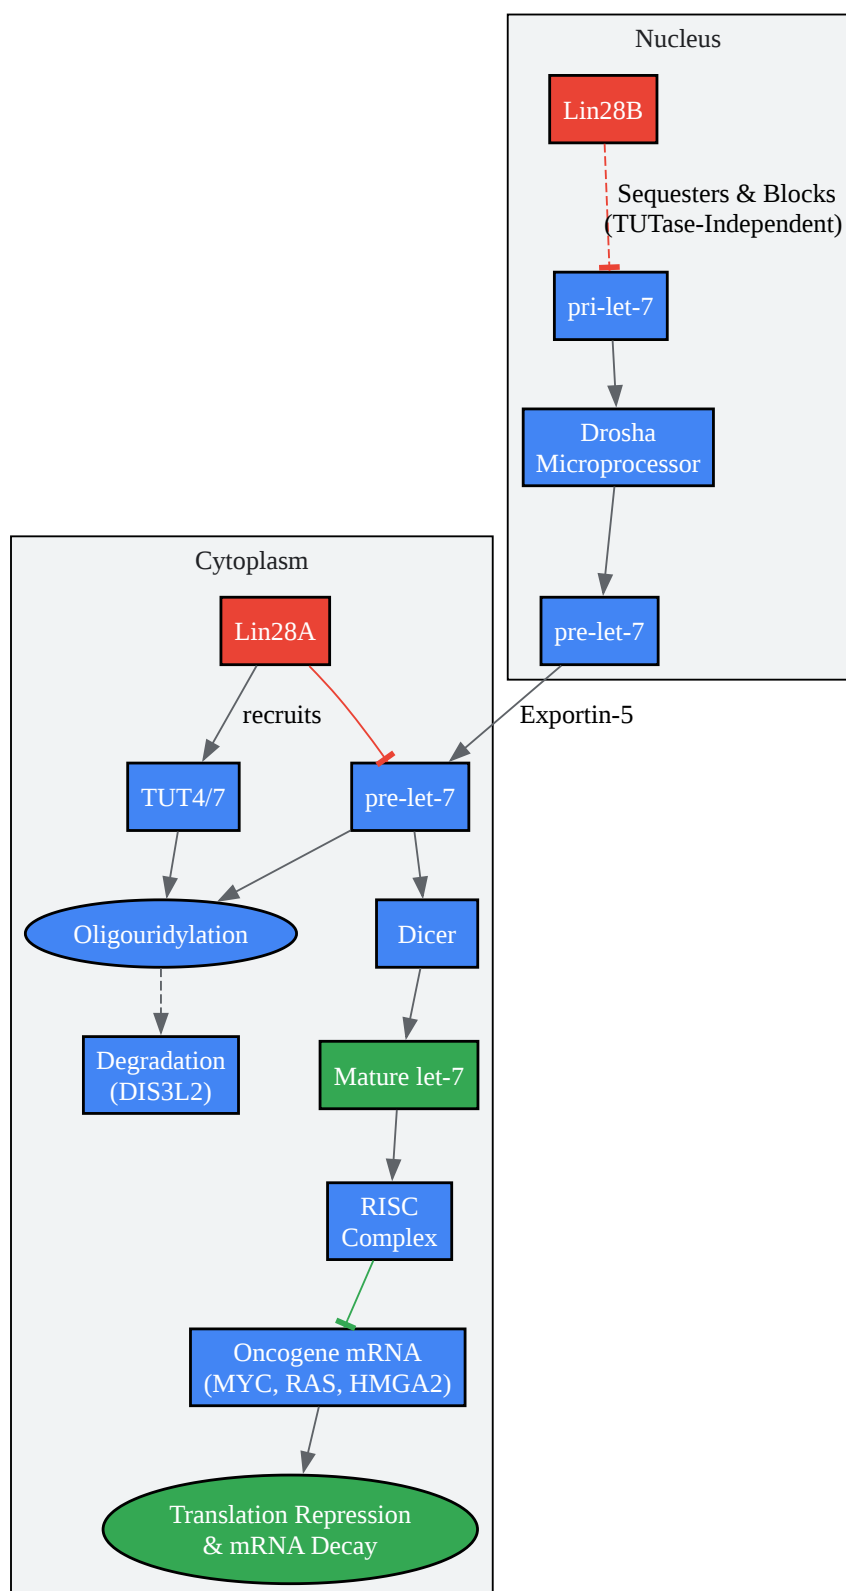 Nucleus
Lin28B
Sequesters & Blocks
(TUTase-Independent)
pri-let-7
Drosha
Microprocessor
pre-let-7
Cytoplasm
Lin28A
recruits
Exportin-5
TUT4/7
pre-let-7
Oligouridylation
Dicer
Degradation
(DIS3L2)
Mature let-7
RISC
Complex
Oncogene mRNA
(MYC, RAS, HMGA2)
Translation Repression
& mRNA Decay